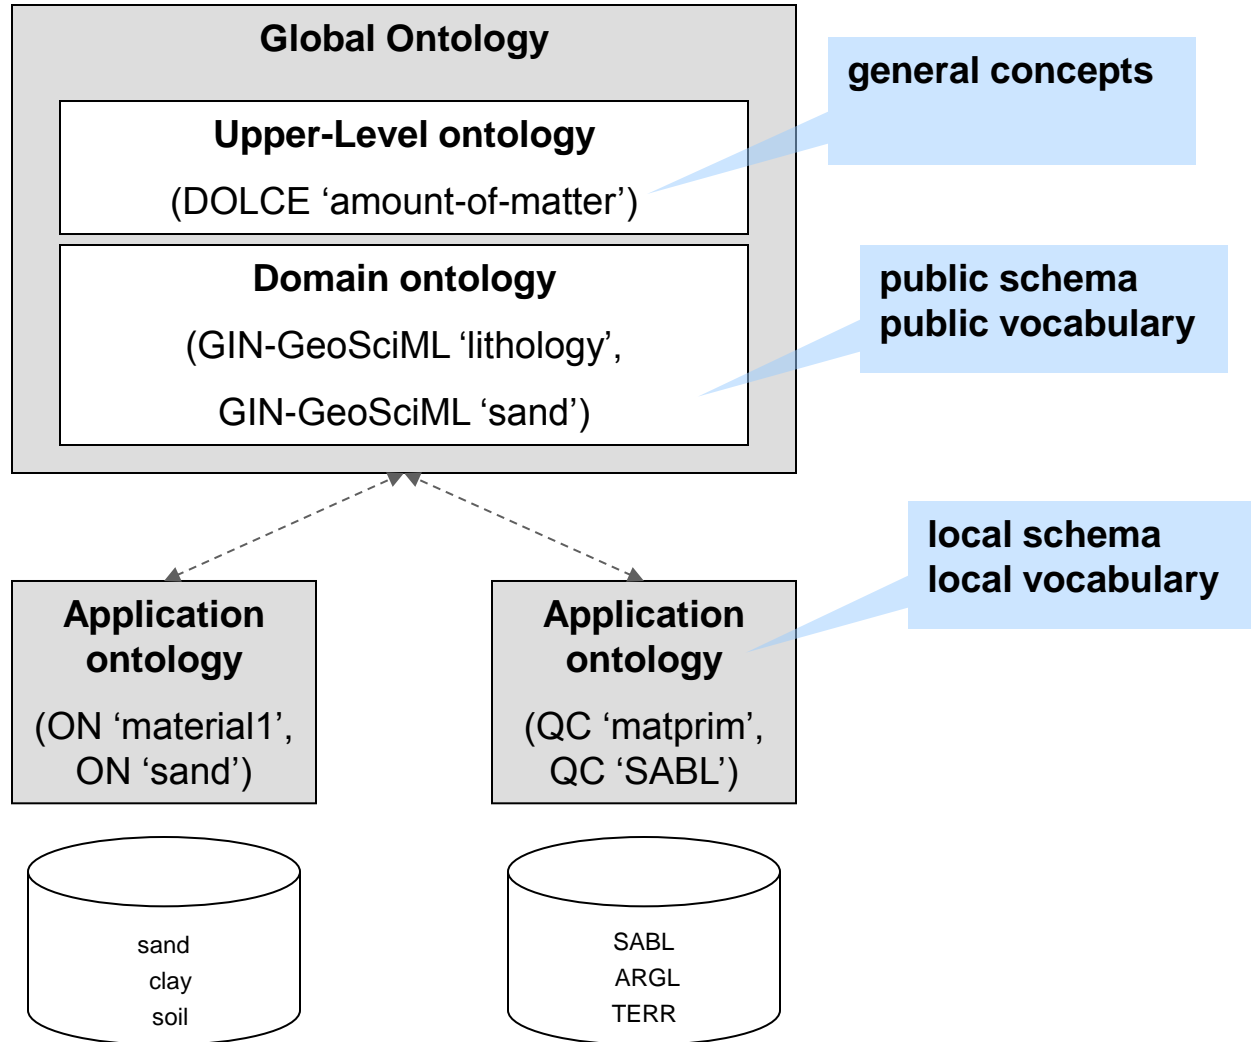 Global Ontology
general concepts
Upper-Level ontology
(DOLCE ‘amount-of-matter’)
Domain ontology
(GIN-GeoSciML ‘lithology’,
GIN-GeoSciML ‘sand’)
public schema
public vocabulary
local schema
local vocabulary
Application
ontology
(ON ‘material1’,
ON ‘sand’)
Application
ontology
(QC ‘matprim’,
QC ‘SABL’)
sand
clay
soil
SABL
ARGL
TERR